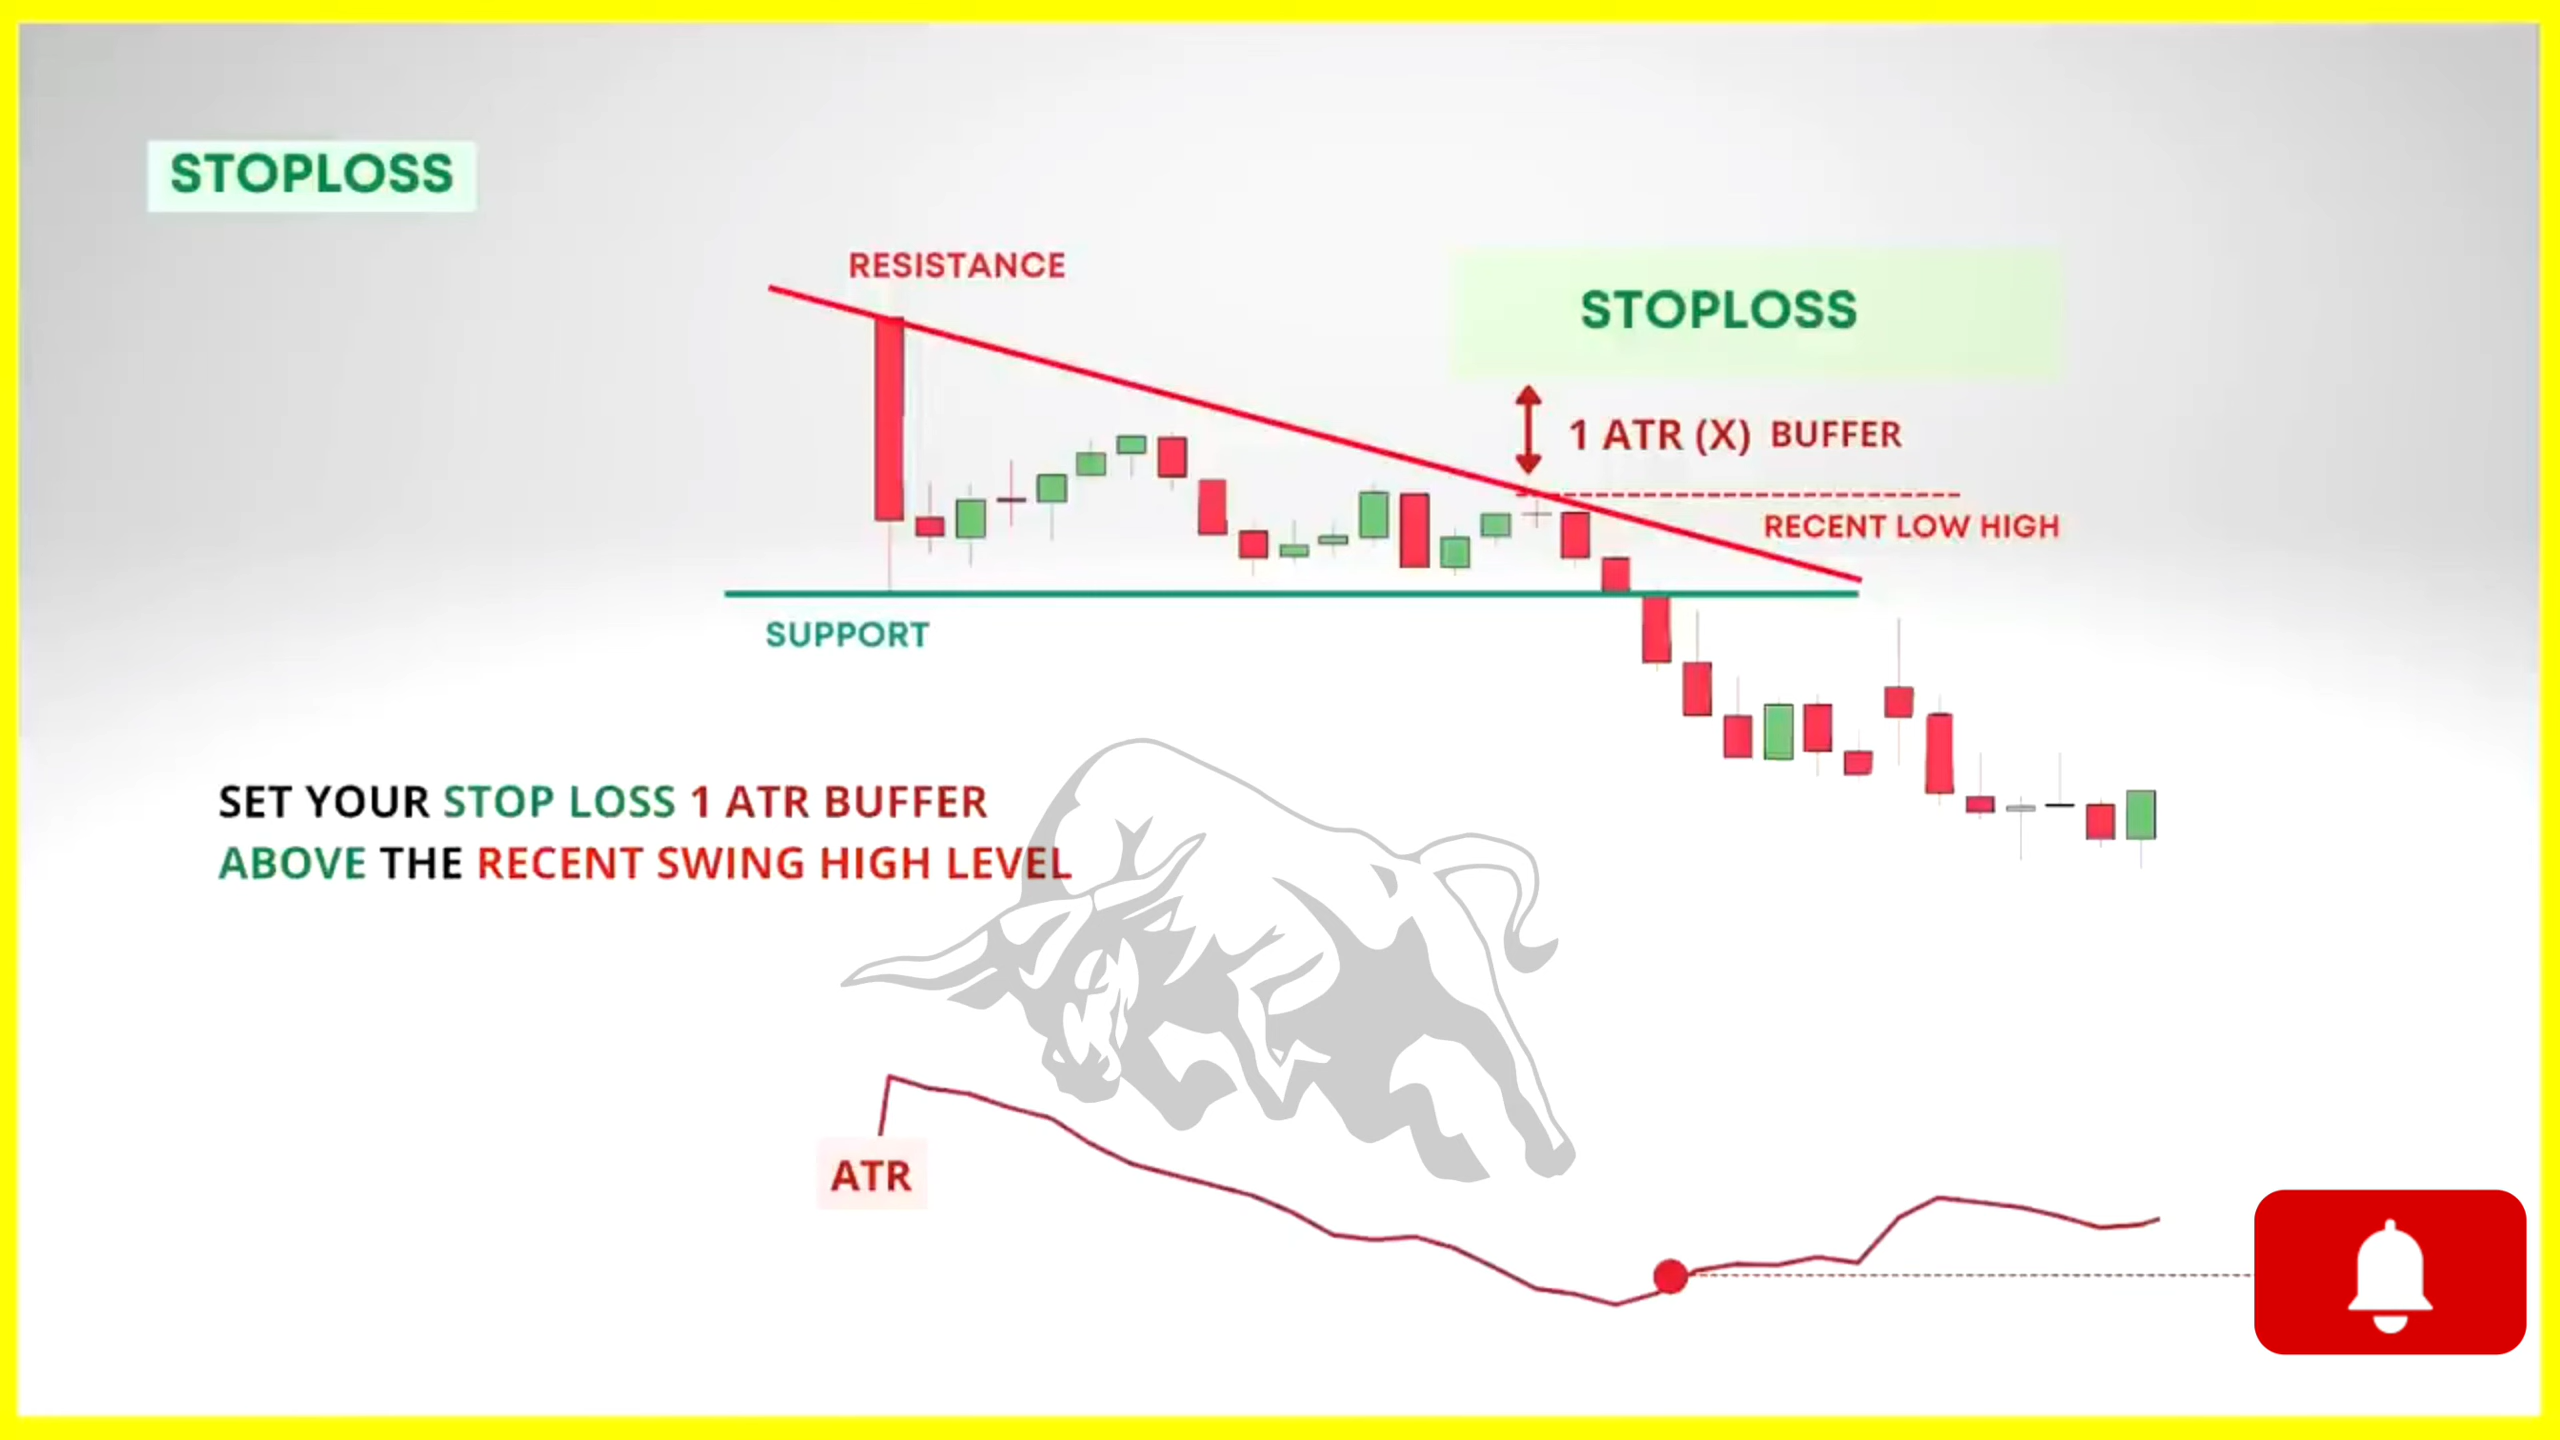 STOPLOSS
RESISTANCE
STOPLOSS
1 ATR (X) BUFFER
RECENT LOW HIGH
SUPPORT
SET YOUR STOP LOSS 1 ATR BUFFER
ABOVE THE RECENT SWING HIGH LEVEL
ATR